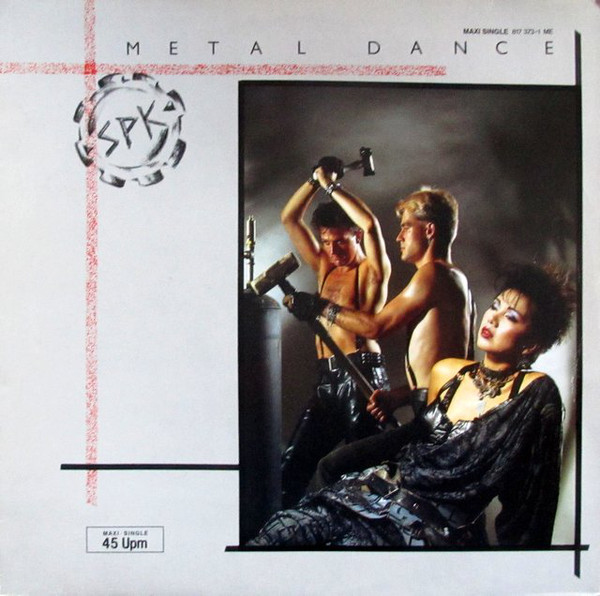 MAXI SINGLE 817 373-1 ME
METAL DANCE
SPK
MAXI-SINGLE
45 Upm